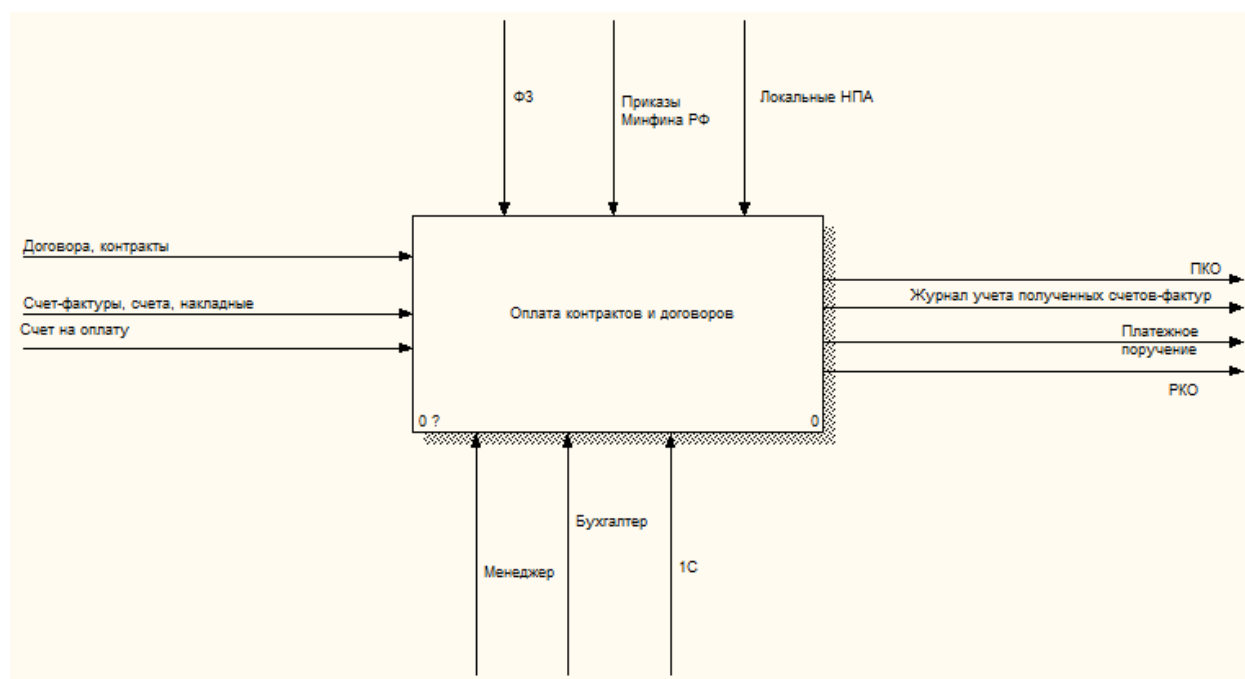 ФЗ
Приказы
Минфина РФ
Локальные НПА
Договора, контракты
Счет-фактуры, счета, накладные
Счет на оплату
Оплата контрактов и договоров
0 ?
0
ПКО
Журнал учета полученных счетов-фактур
Платежное
поручение
РКО
Менеджер
Бухгалтер
1С